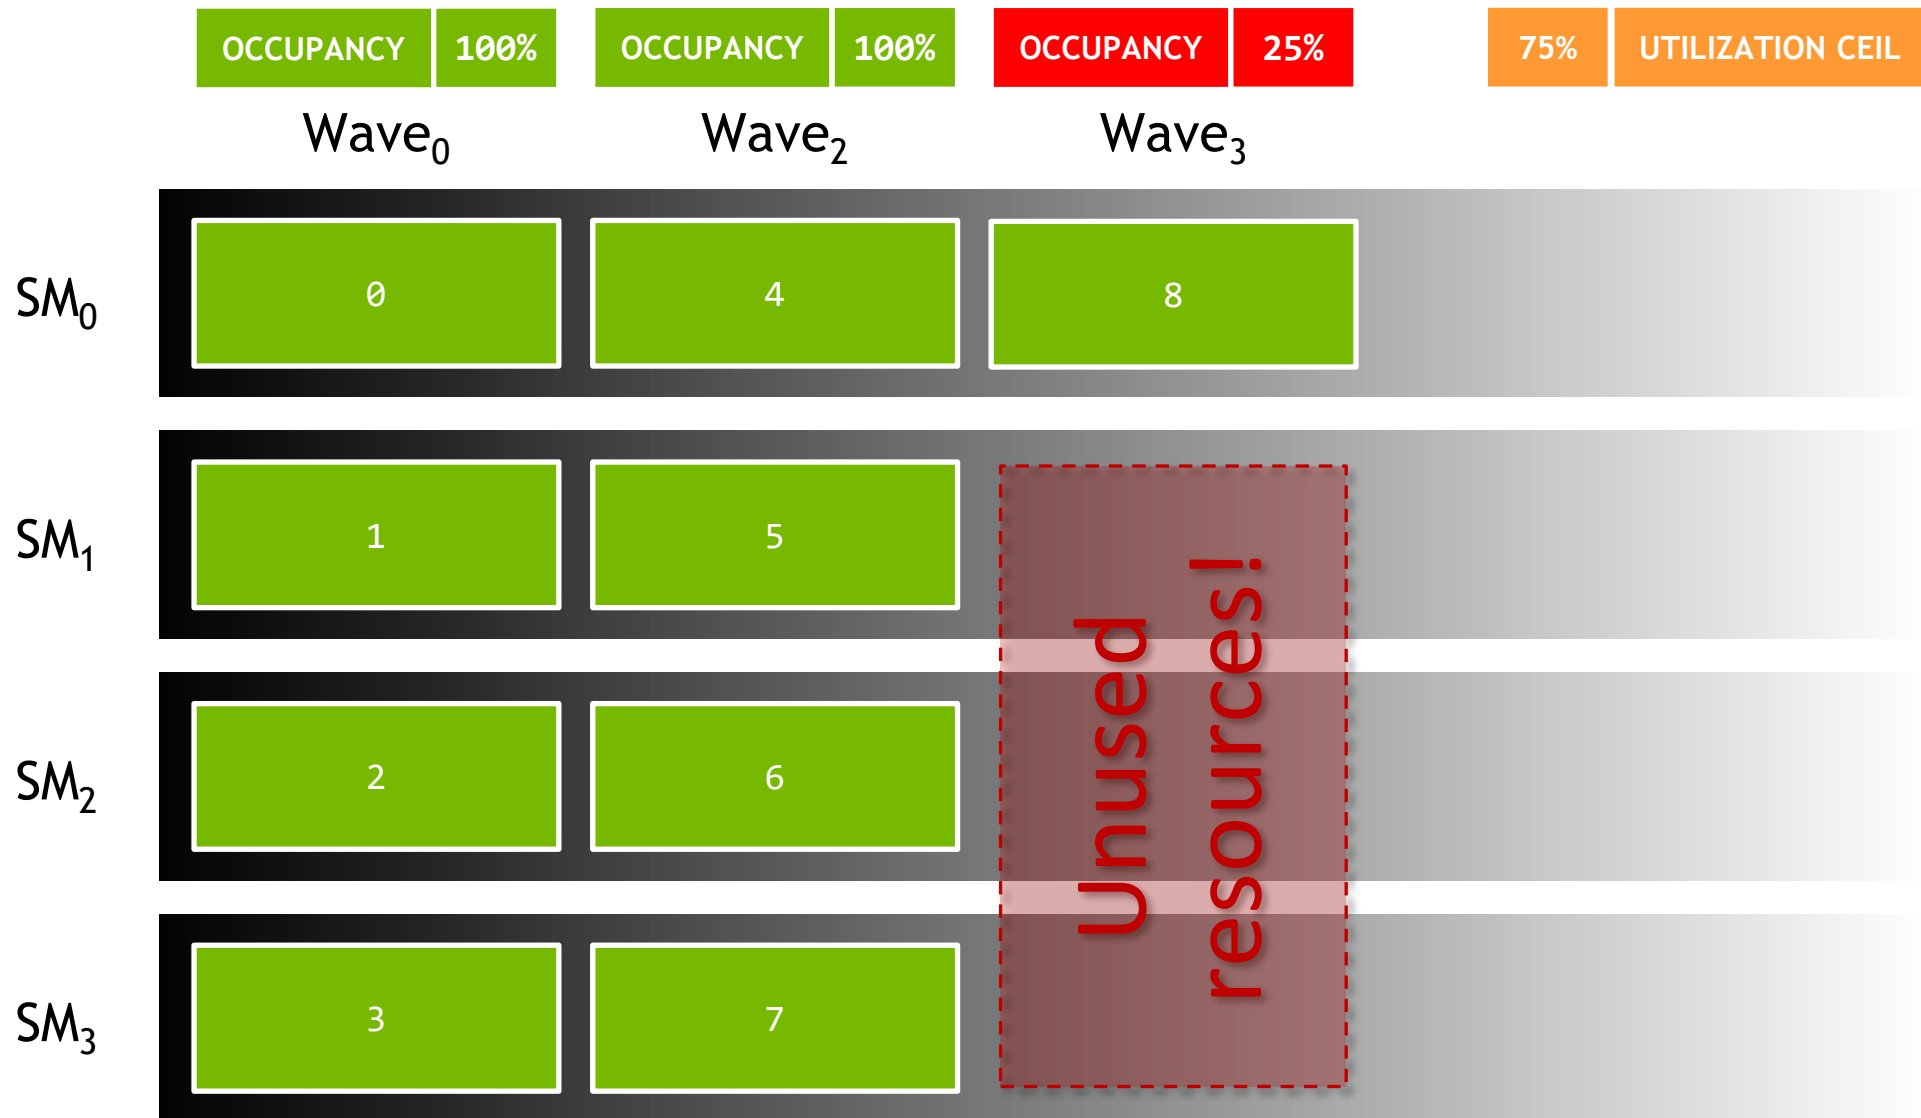 OCCUPANCY 100% OCCUPANCY 100% OCCUPANCY 25% 75% UTILIZATION CEIL
Wave0 Wave2 Wave3
SM0 0 4 8
SM1 1 5
SM2 2 6
SM3 3 7
Unused
resources!